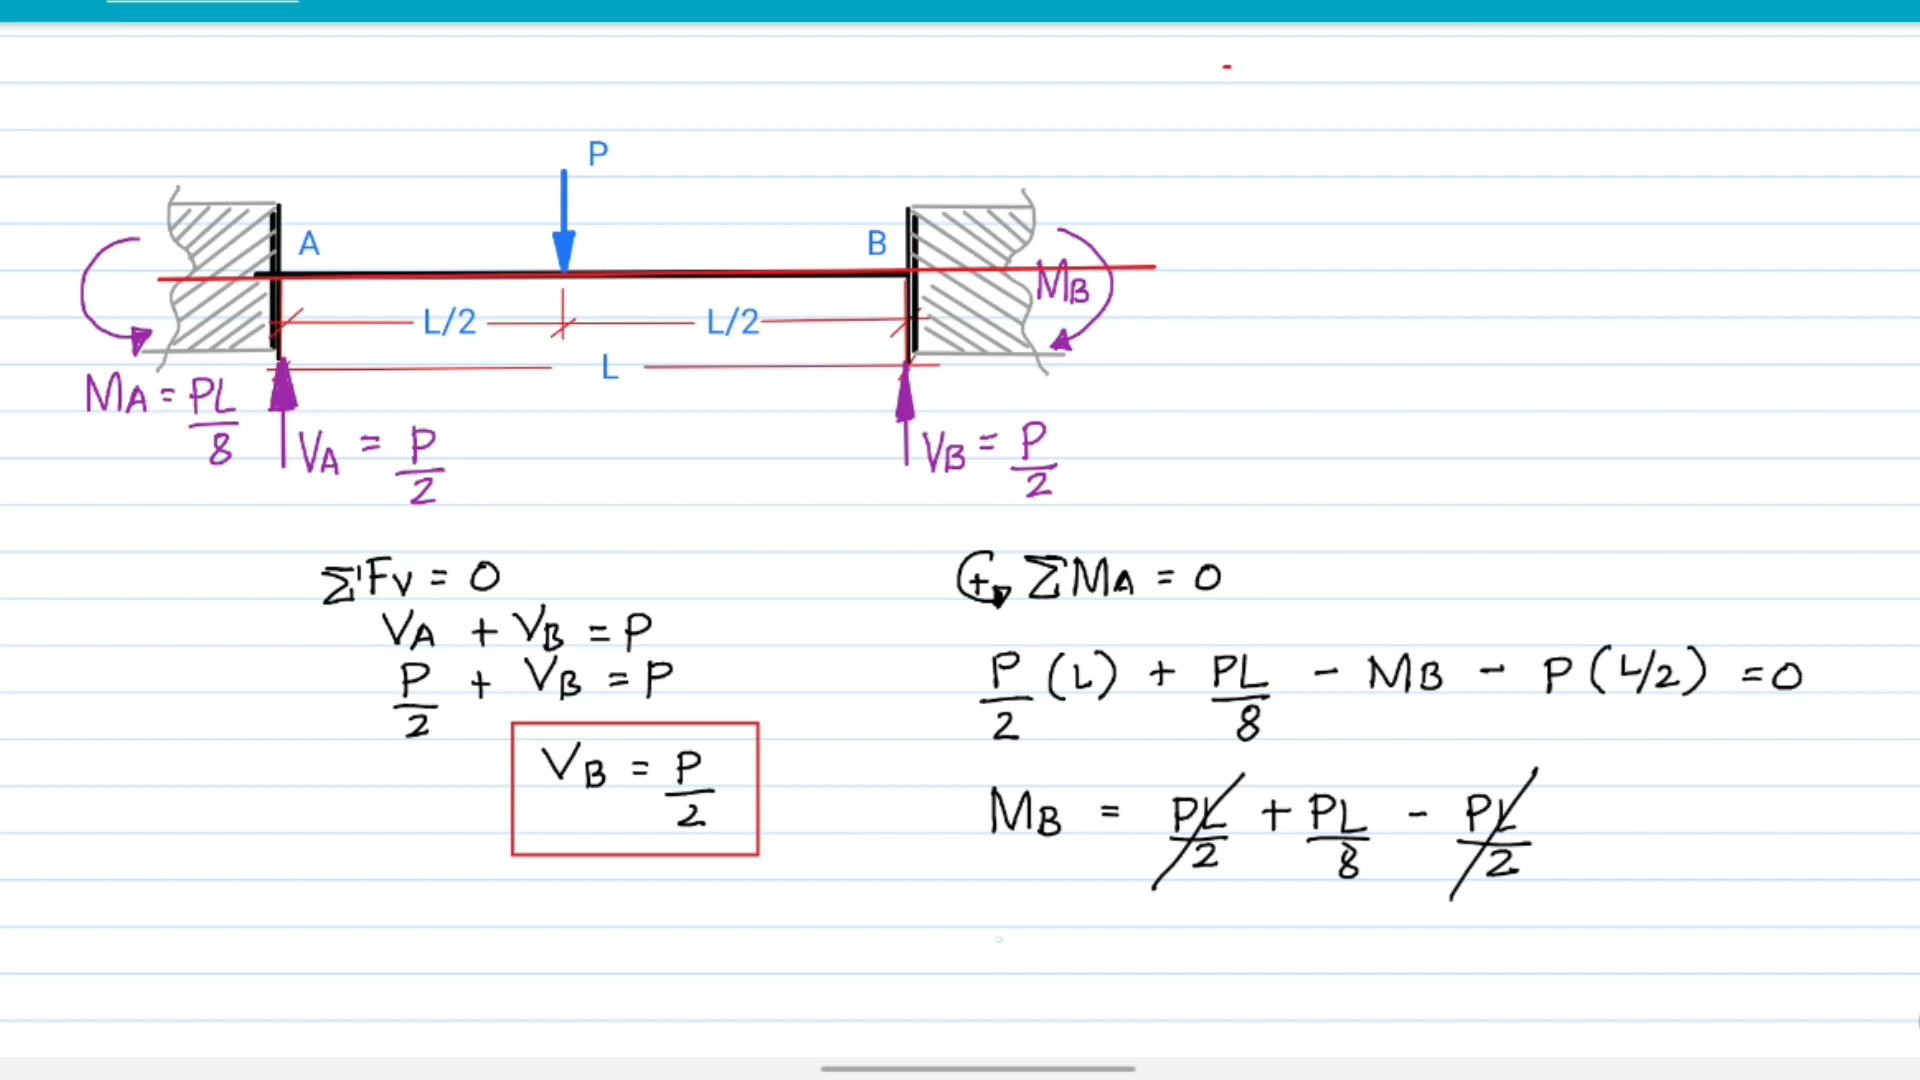 P
A
B
MB
L/2
L/2
L
MA = PL/8
VA = P/2
VB = P/2
ΣFv = 0
VA + VB = P
P/2 + VB = P
VB = P/2
+ ΣMA = 0
P/2 (L) + PL/8 - MB - P(L/2) = 0
MB = PL/2 + PL/8 - PL/2